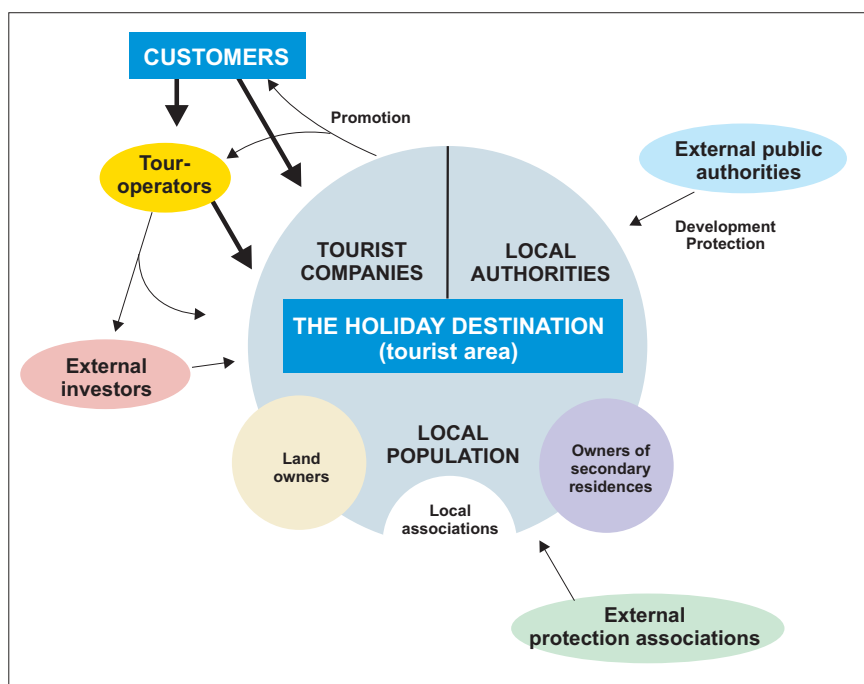 CUSTOMERS
Promotion
Tour-
operators
External public
authorities
Development
Protection
TOURIST
COMPANIES
LOCAL
AUTHORITIES
THE HOLIDAY DESTINATION
(tourist area)
External
investors
LOCAL
POPULATION
Land
owners
Owners of
secondary
residences
Local
associations
External
protection associations